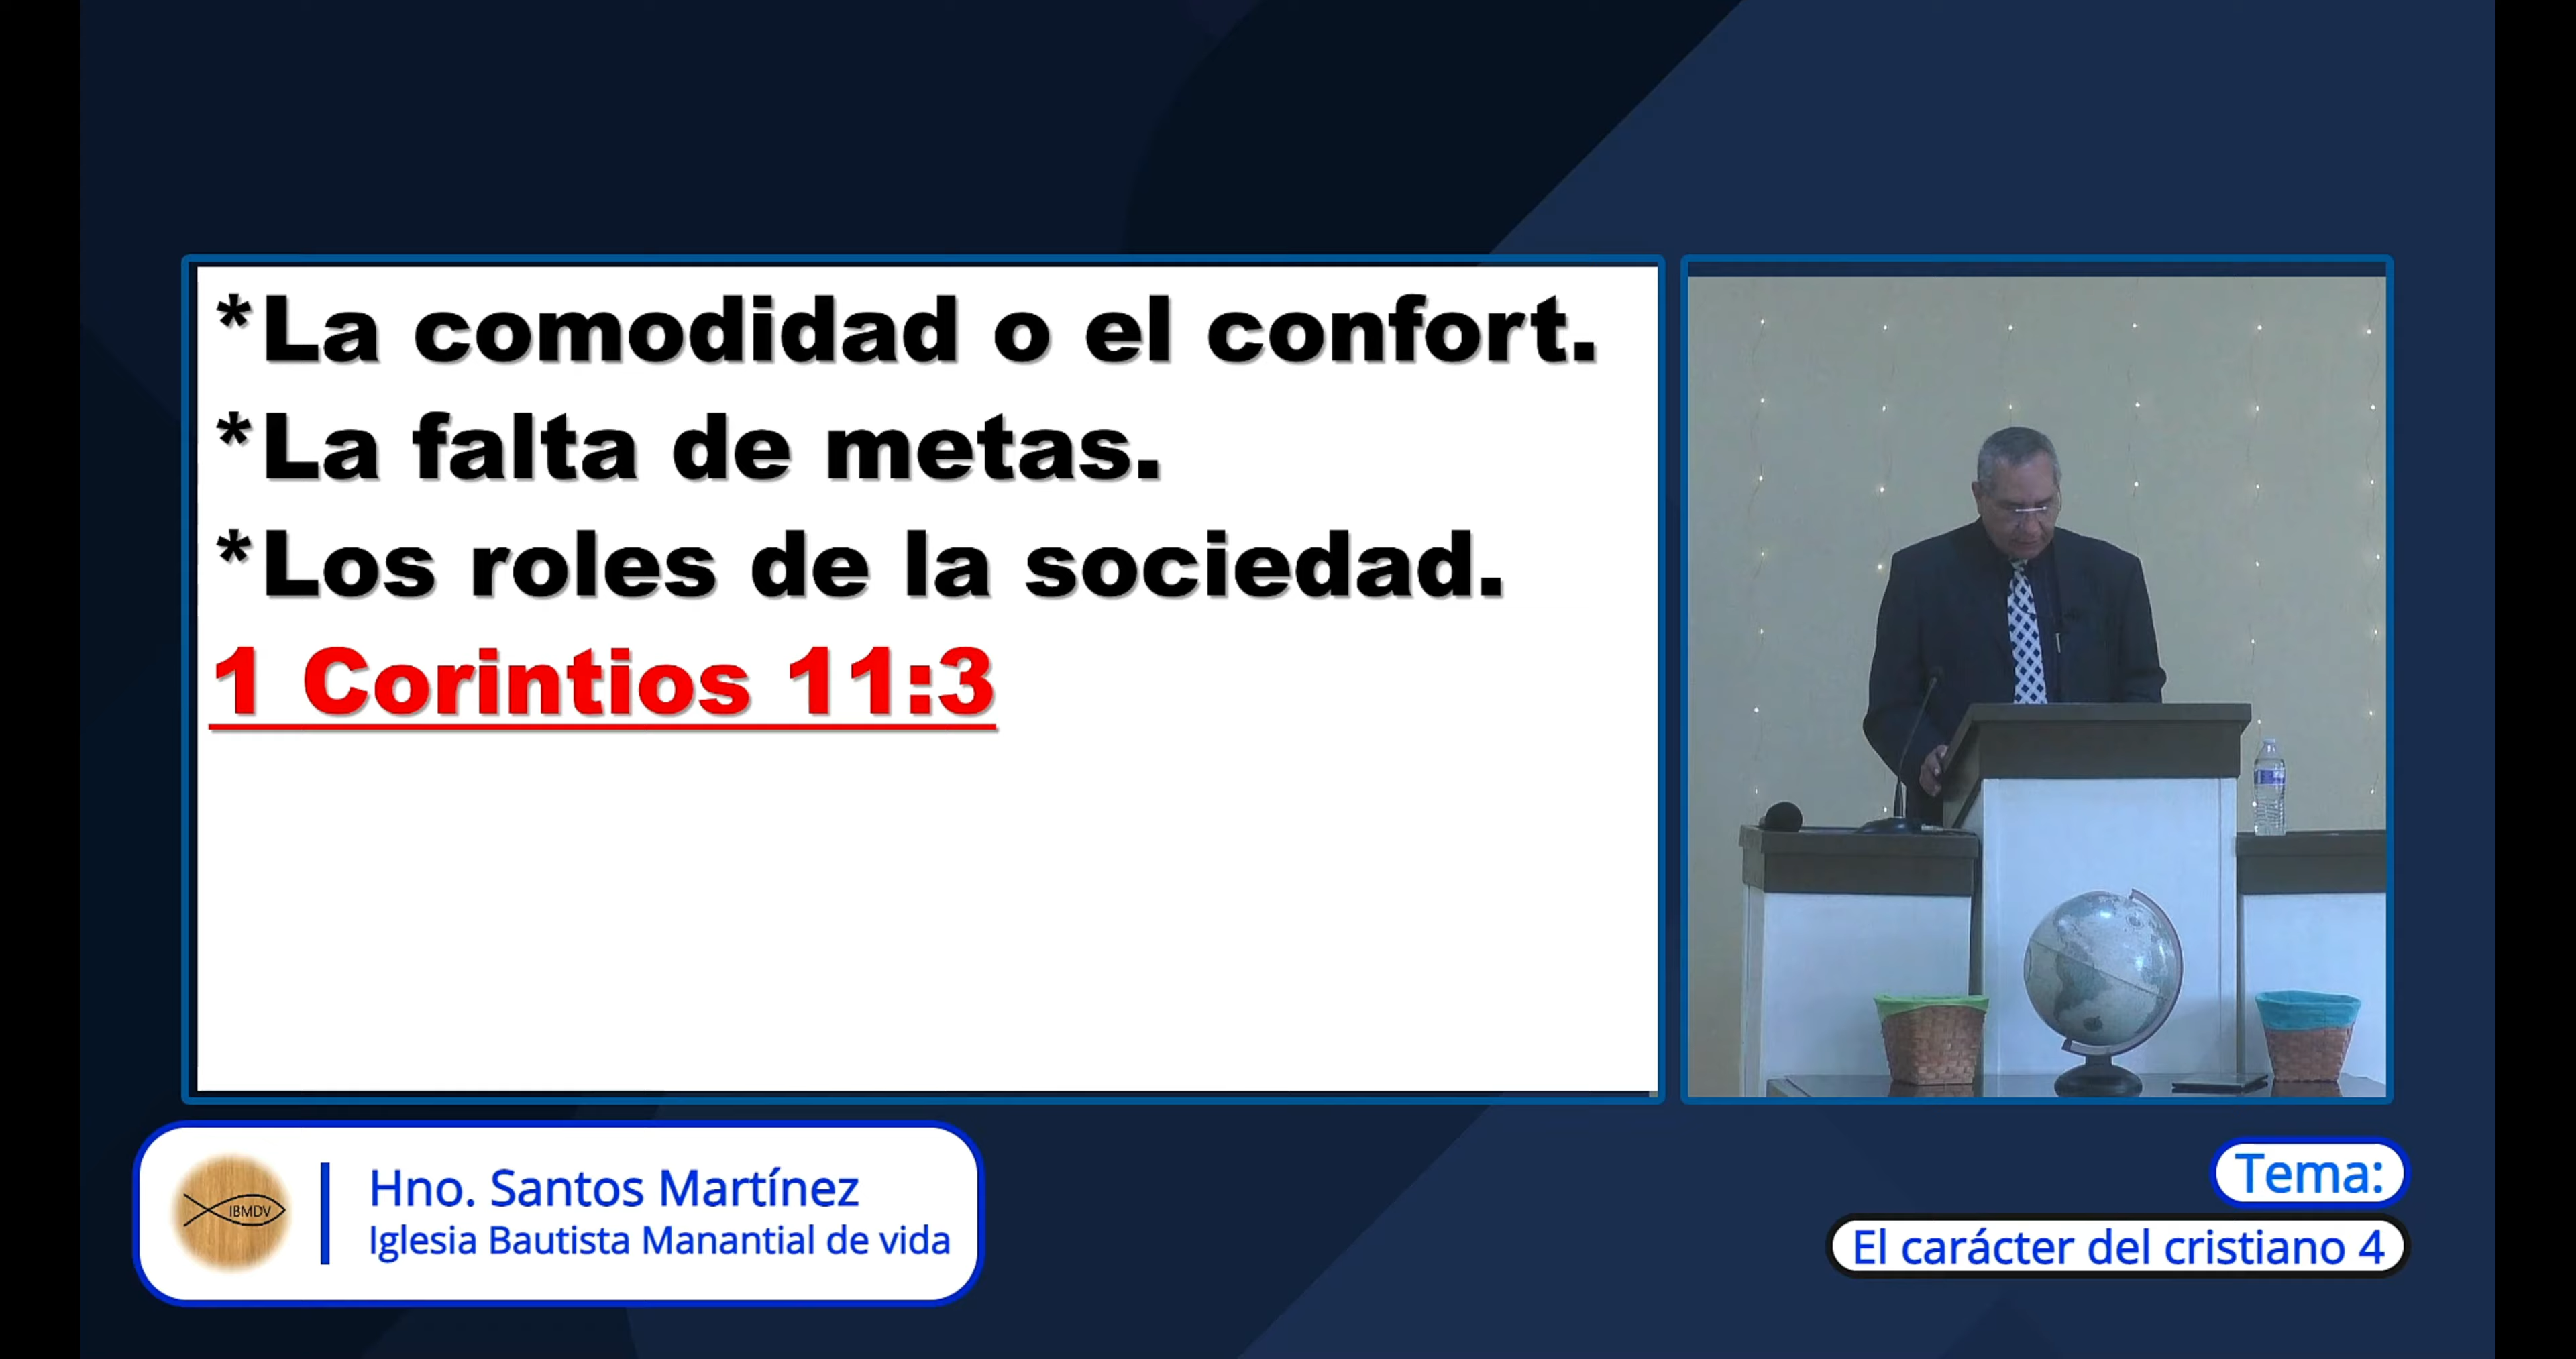 *La comodidad o el confort.
*La falta de metas.
*Los roles de la sociedad.
1 Corintios 11:3
IBMDV
Hno. Santos Martínez
Iglesia Bautista Manantial de vida
Tema:
El carácter del cristiano 4